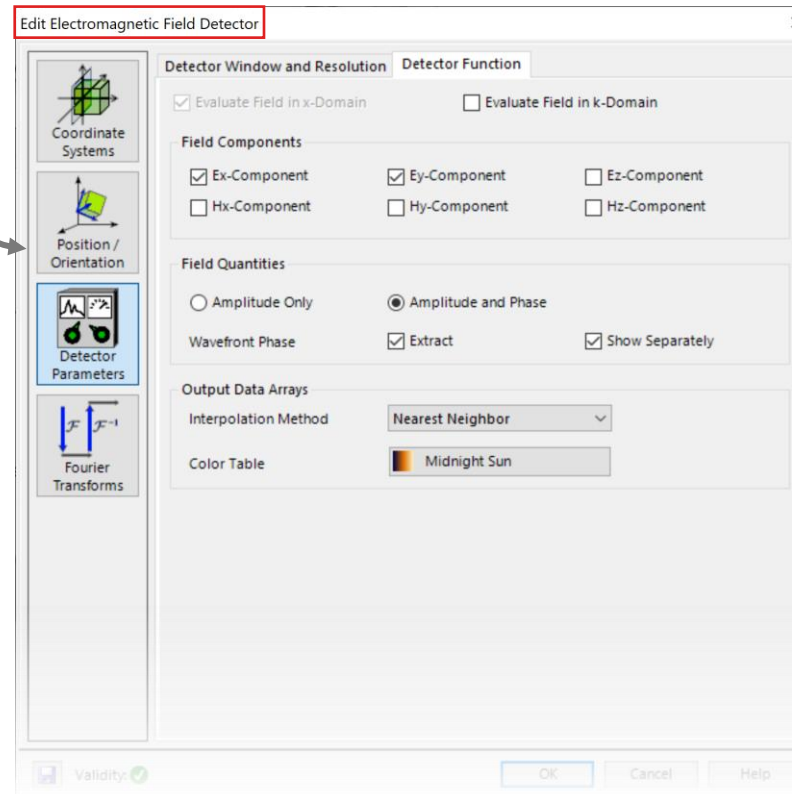 Edit Electromagnetic Field Detector
Coordinate
Systems
Position /
Orientation
Detector
Parameters
F F⁻¹
Fourier
Transforms
Detector Window and Resolution Detector Function
Evaluate Field in x-Domain Evaluate Field in k-Domain
Field Components
Ex-Component Ey-Component Ez-Component
Hx-Component Hy-Component Hz-Component
Field Quantities
Amplitude Only Amplitude and Phase
Wavefront Phase Extract Show Separately
Output Data Arrays
Interpolation Method Nearest Neighbor
Color Table Midnight Sun
Validity: OK Cancel Help